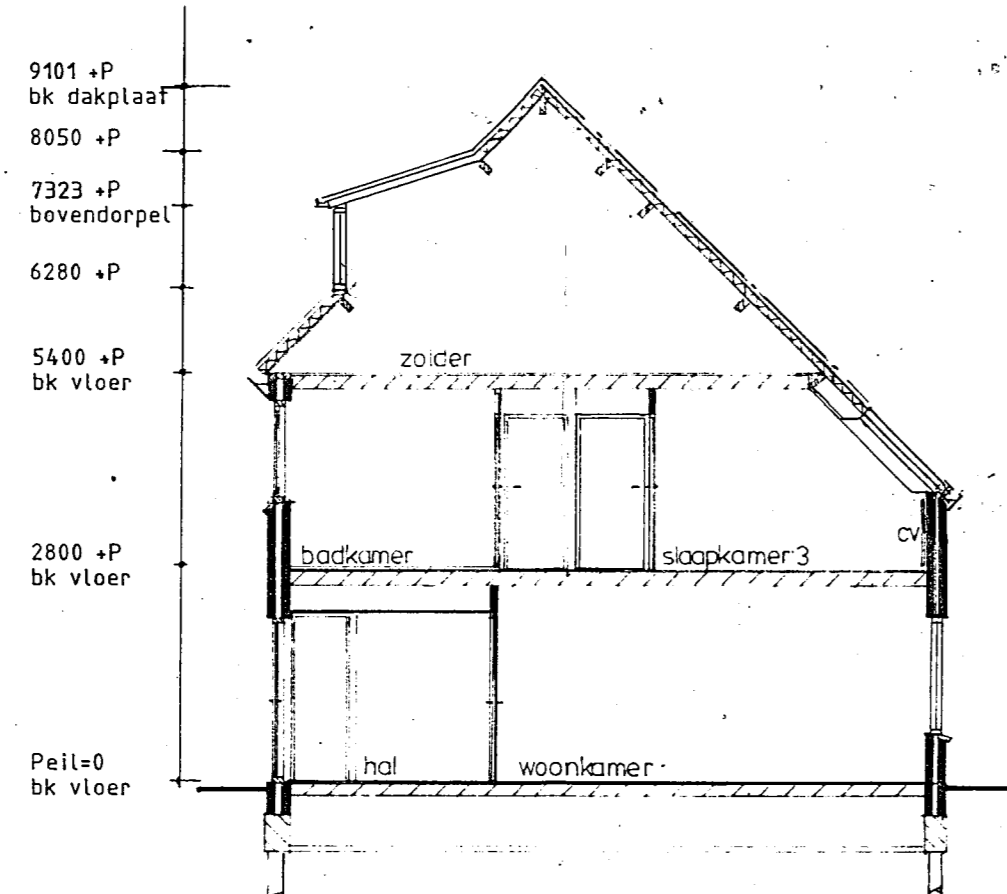 9101 +P
bk dakplaat
8050 +P
7323 +P
bovendorpel
6280 +P
5400 +P
bk vloer
zolder
2800 +P
bk vloer
badkamer
slaapkamer 3
cv
Peil=0
bk vloer
hal
woonkamer